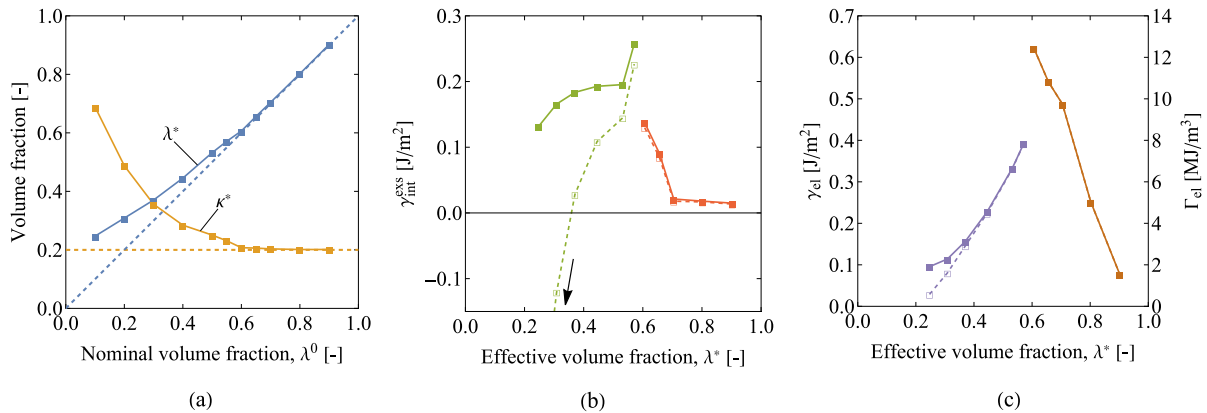 1.0
0.8
0.6
0.4
0.2
0.0
Volume fraction [-]
λ*
κ*
0.0 0.2 0.4 0.6 0.8 1.0
Nominal volume fraction, λ⁰ [-]
(a)
0.3
0.2
0.1
0.0
−0.1
γ_int^exs [J/m²]
0.0 0.2 0.4 0.6 0.8 1.0
Effective volume fraction, λ* [-]
(b)
0.7
0.6
0.5
0.4
0.3
0.2
0.1
0.0
γ_el [J/m²]
14
12
10
8
6
4
2
0
Γ_el [MJ/m³]
0.0 0.2 0.4 0.6 0.8 1.0
Effective volume fraction, λ* [-]
(c)